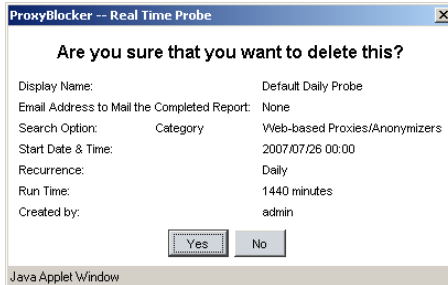 ProxyBlocker -- Real Time Probe
Are you sure that you want to delete this?
Display Name: Default Daily Probe
Email Address to Mail the Completed Report: None
Search Option: Category Web-based Proxies/Anonymizers
Start Date & Time: 2007/07/26 00:00
Recurrence: Daily
Run Time: 1440 minutes
Created by: admin
Yes No
Java Applet Window